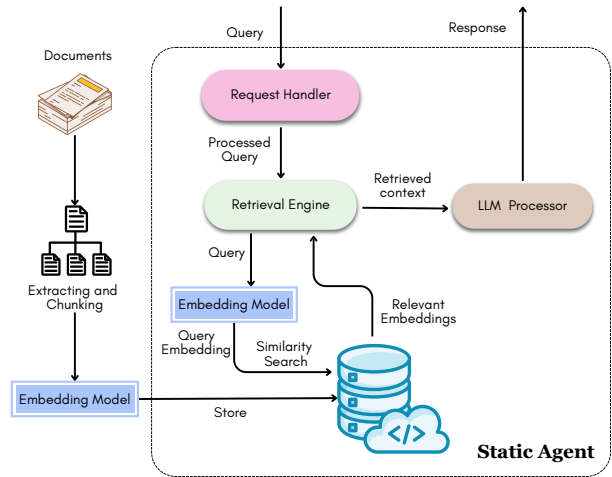 Query
Response
Documents
Request Handler
Processed
Query
Retrieved
context
Retrieval Engine
LLM Processor
Query
Extracting and
Chunking
Embedding Model
Relevant
Embeddings
Query
Embedding
Similarity
Search
Embedding Model
Store
</>
Static Agent